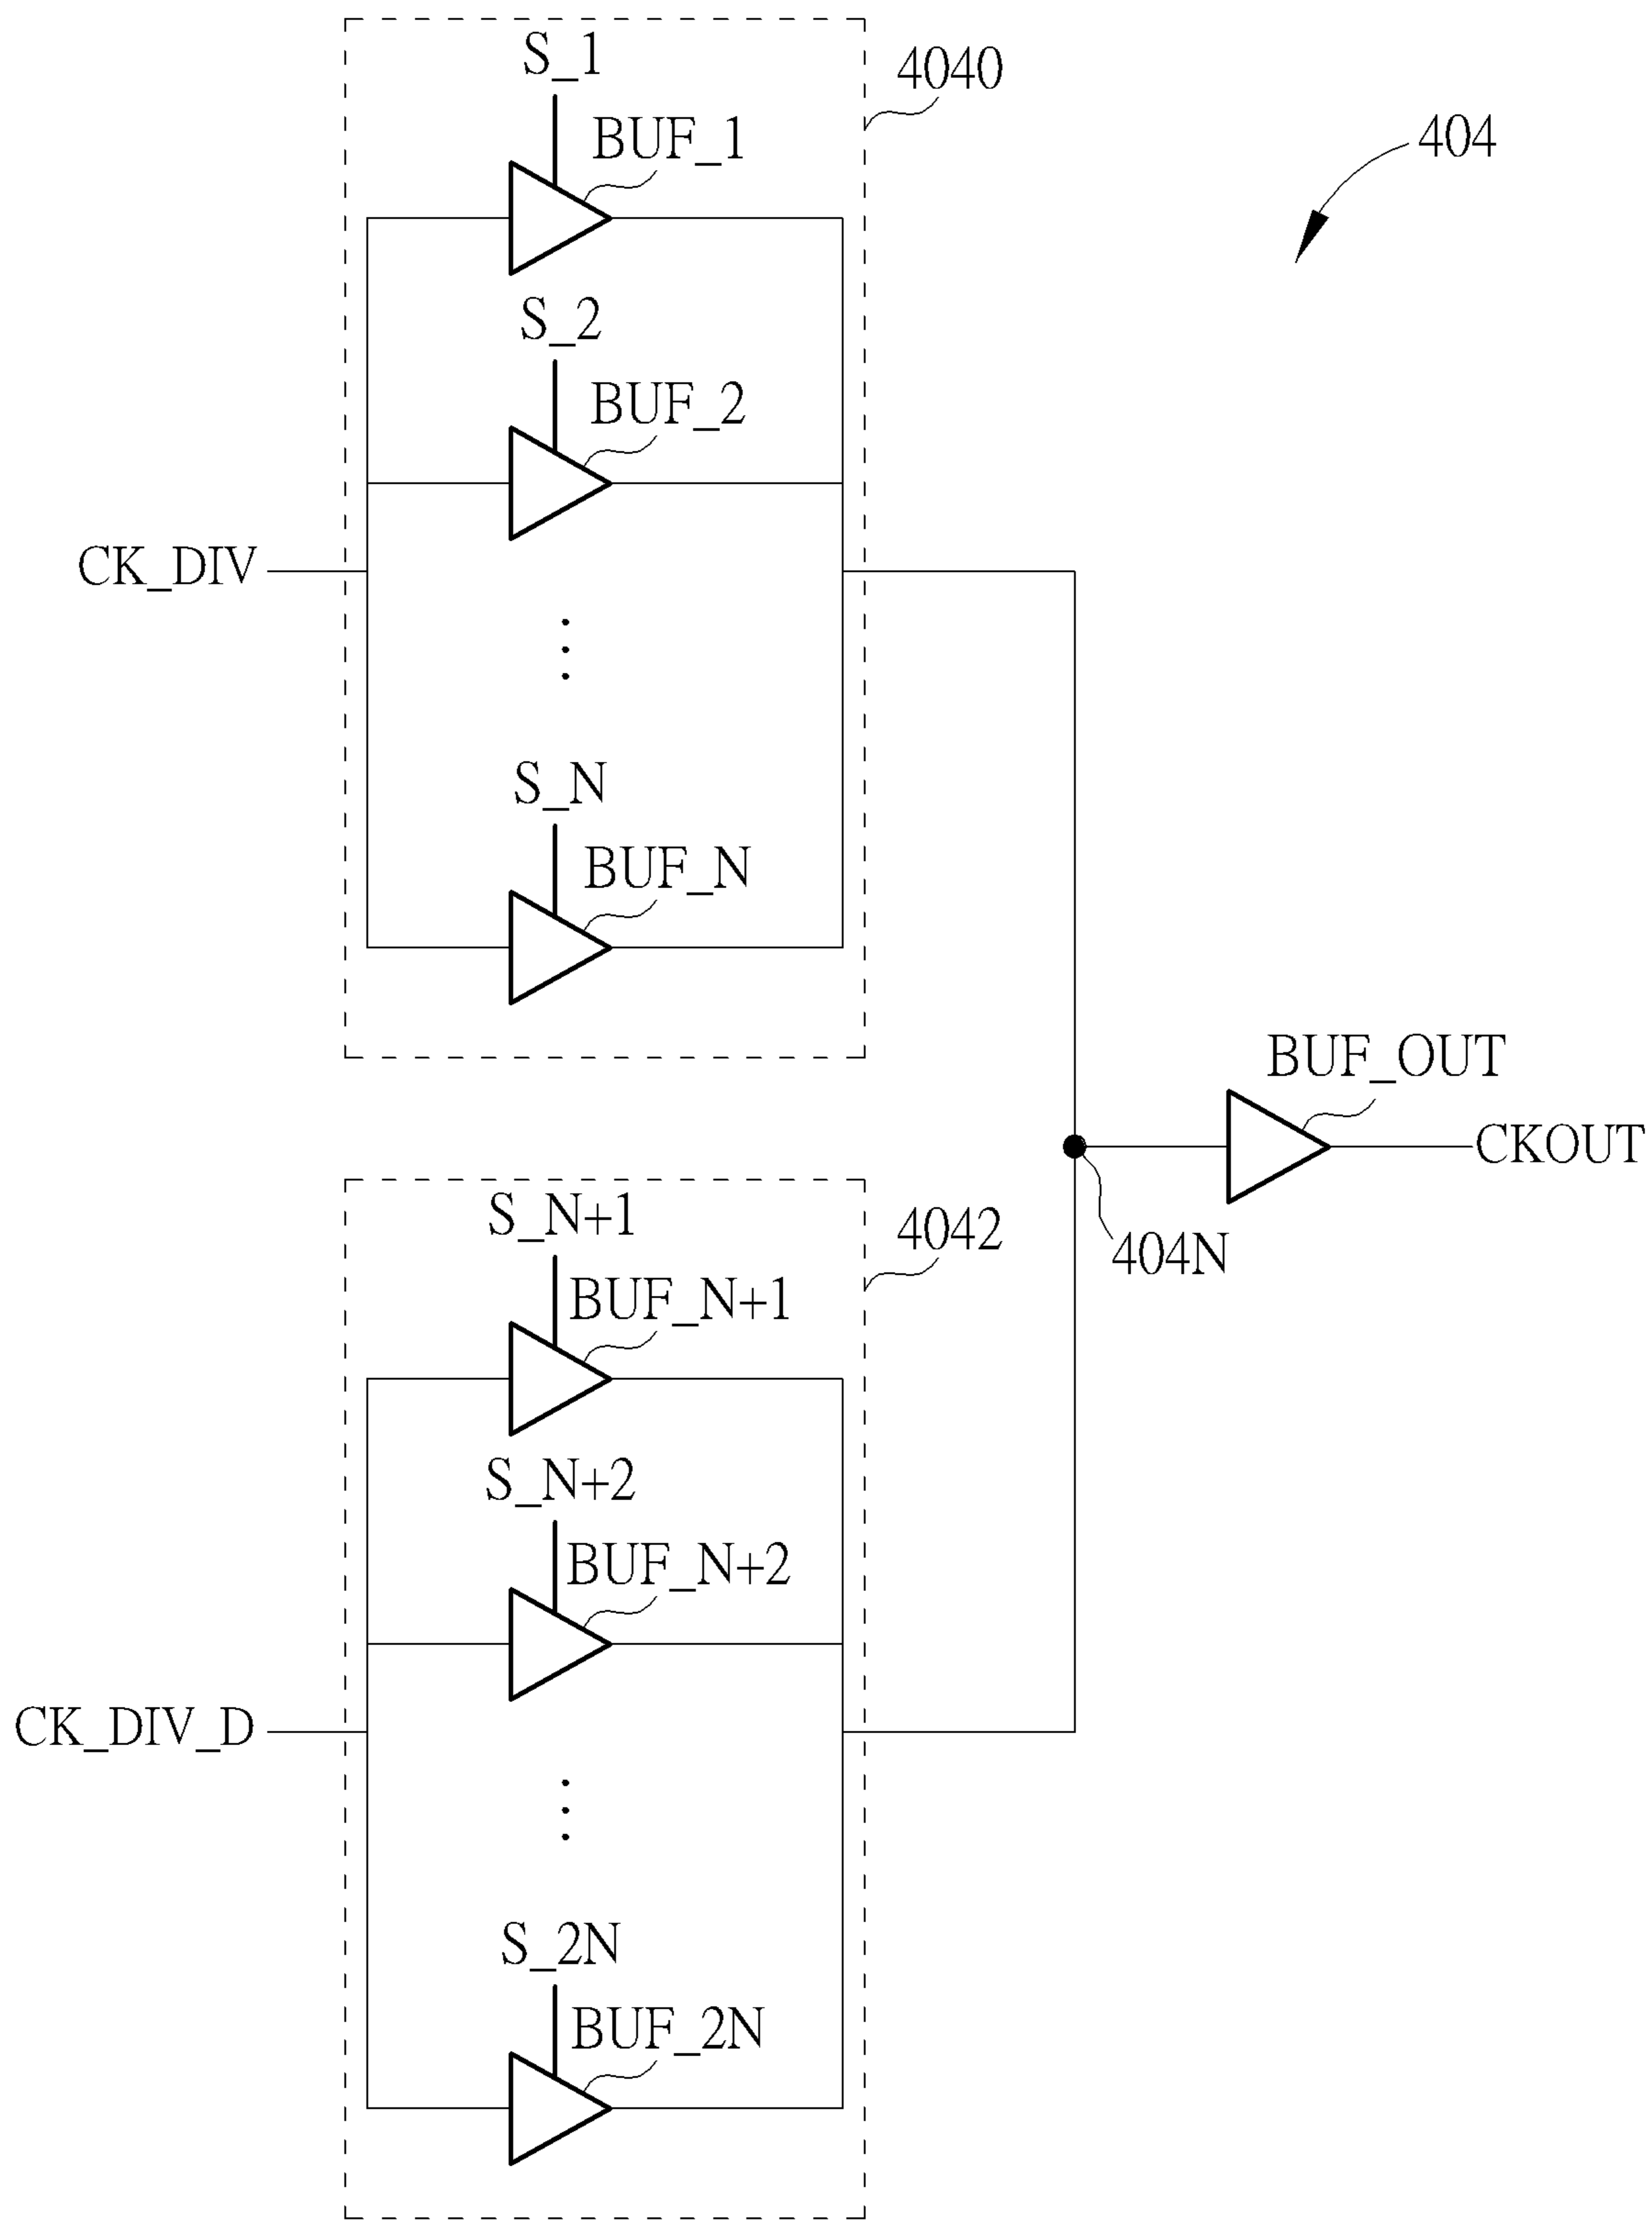 S_1
4040
BUF_1
404
S_2
BUF_2
CK_DIV
S_N
BUF_N
BUF_OUT
CKOUT
404N
S_N+1
4042
BUF_N+1
S_N+2
BUF_N+2
CK_DIV_D
S_2N
BUF_2N